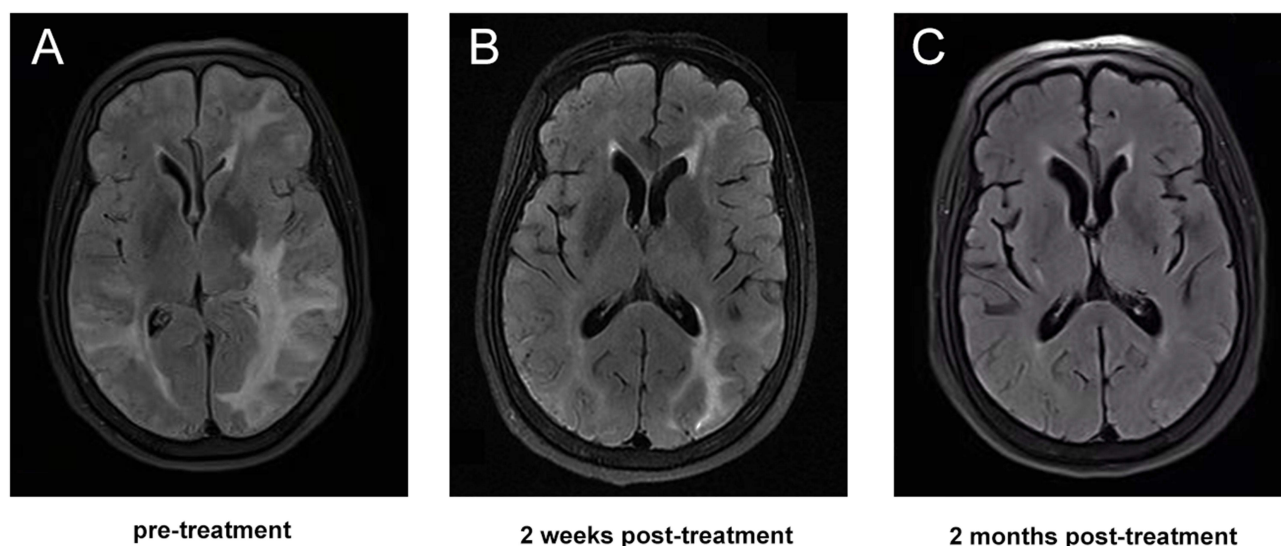 A
B
C
pre-treatment
2 weeks post-treatment
2 months post-treatment